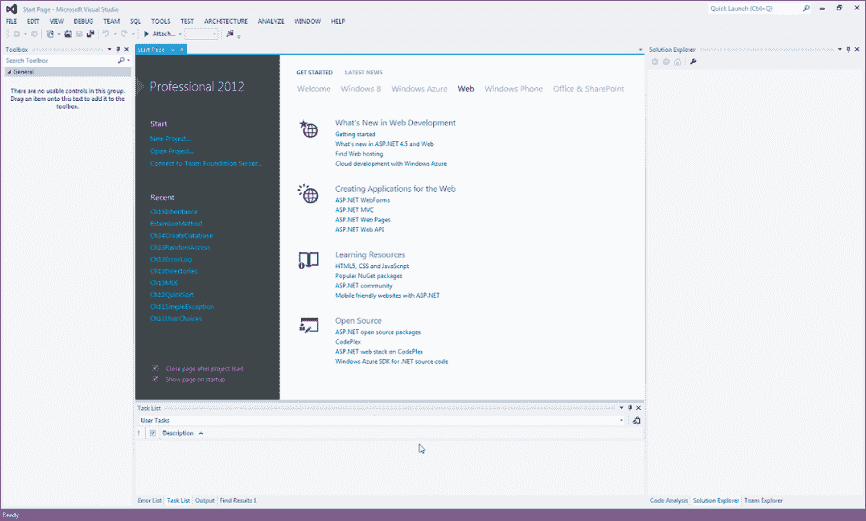 Start Page - Microsoft Visual Studio
Quick Launch (Ctrl+Q)
FILE EDIT VIEW DEBUG TEAM SQL TOOLS TEST ARCHITECTURE ANALYZE WINDOW HELP
Attach...
Toolbox
Search Toolbox
General
There are no usable controls in this group.
Drag an item onto this text to add it to the
toolbox.
Start Page
Professional 2012
Start
New Project...
Open Project...
Connect to Team Foundation Server...
Recent
ExtensionMethod
Ch14CreateDatabase
Ch13RandomAccess
Ch13ErrorLog
Ch13Directories
Ch12QuickSort
Ch11SimpleException
Close page after project load
Show page on startup
GET STARTED LATEST NEWS
Welcome Windows 8 Windows Azure Web Windows Phone Office & SharePoint
What's New in Web Development
Getting started
What's new in ASP.NET 4.5 and Web
Find Web hosting
Cloud development with Windows Azure
Creating Applications for the Web
ASP.NET WebForms
ASP.NET MVC
ASP.NET Web Pages
ASP.NET Web API
Learning Resources
HTML5, CSS and JavaScript
Popular NuGet packages
ASP.NET community
Mobile friendly websites with ASP.NET
Open Source
ASP.NET open source packages
CodePlex
ASP.NET web stack on CodePlex
Windows Azure SDK for .NET source code
Task List
User Tasks
! Description
Error List Task List Output Find Results 1
Solution Explorer
Code Analysis Solution Explorer Team Explorer
Ready